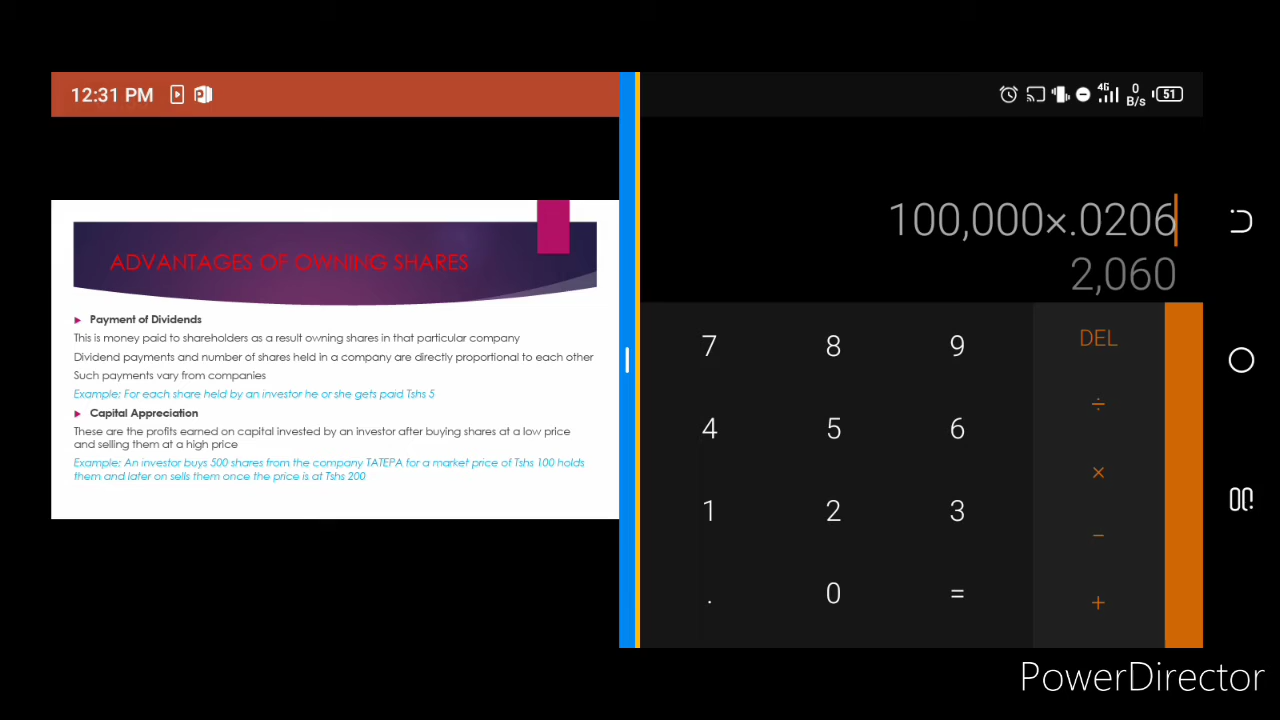 12:31 PM
4G
0
B/s
51
ADVANTAGES OF OWNING SHARES
Payment of Dividends
This is money paid to shareholders as a result owning shares in that particular company
Dividend payments and number of shares held in a company are directly proportional to each other
Such payments vary from companies
Example: For each share held by an investor he or she gets paid Tshs 5
Capital Appreciation
These are the profits earned on capital invested by an investor after buying shares at a low price
and selling them at a high price
Example: An investor buys 500 shares from the company TATEPA for a market price of Tshs 100 holds
them and later on sells them once the price is at Tshs 200
100,000×.0206
2,060
7 8 9 DEL
÷
4 5 6
×
1 2 3
−
. 0 = +
PowerDirector